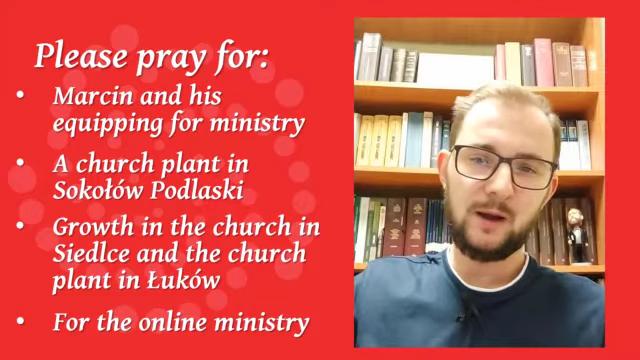 Please pray for:
• Marcin and his
equipping for ministry
• A church plant in
Sokołów Podlaski
• Growth in the church in
Siedlce and the church
plant in Łuków
• For the online ministry